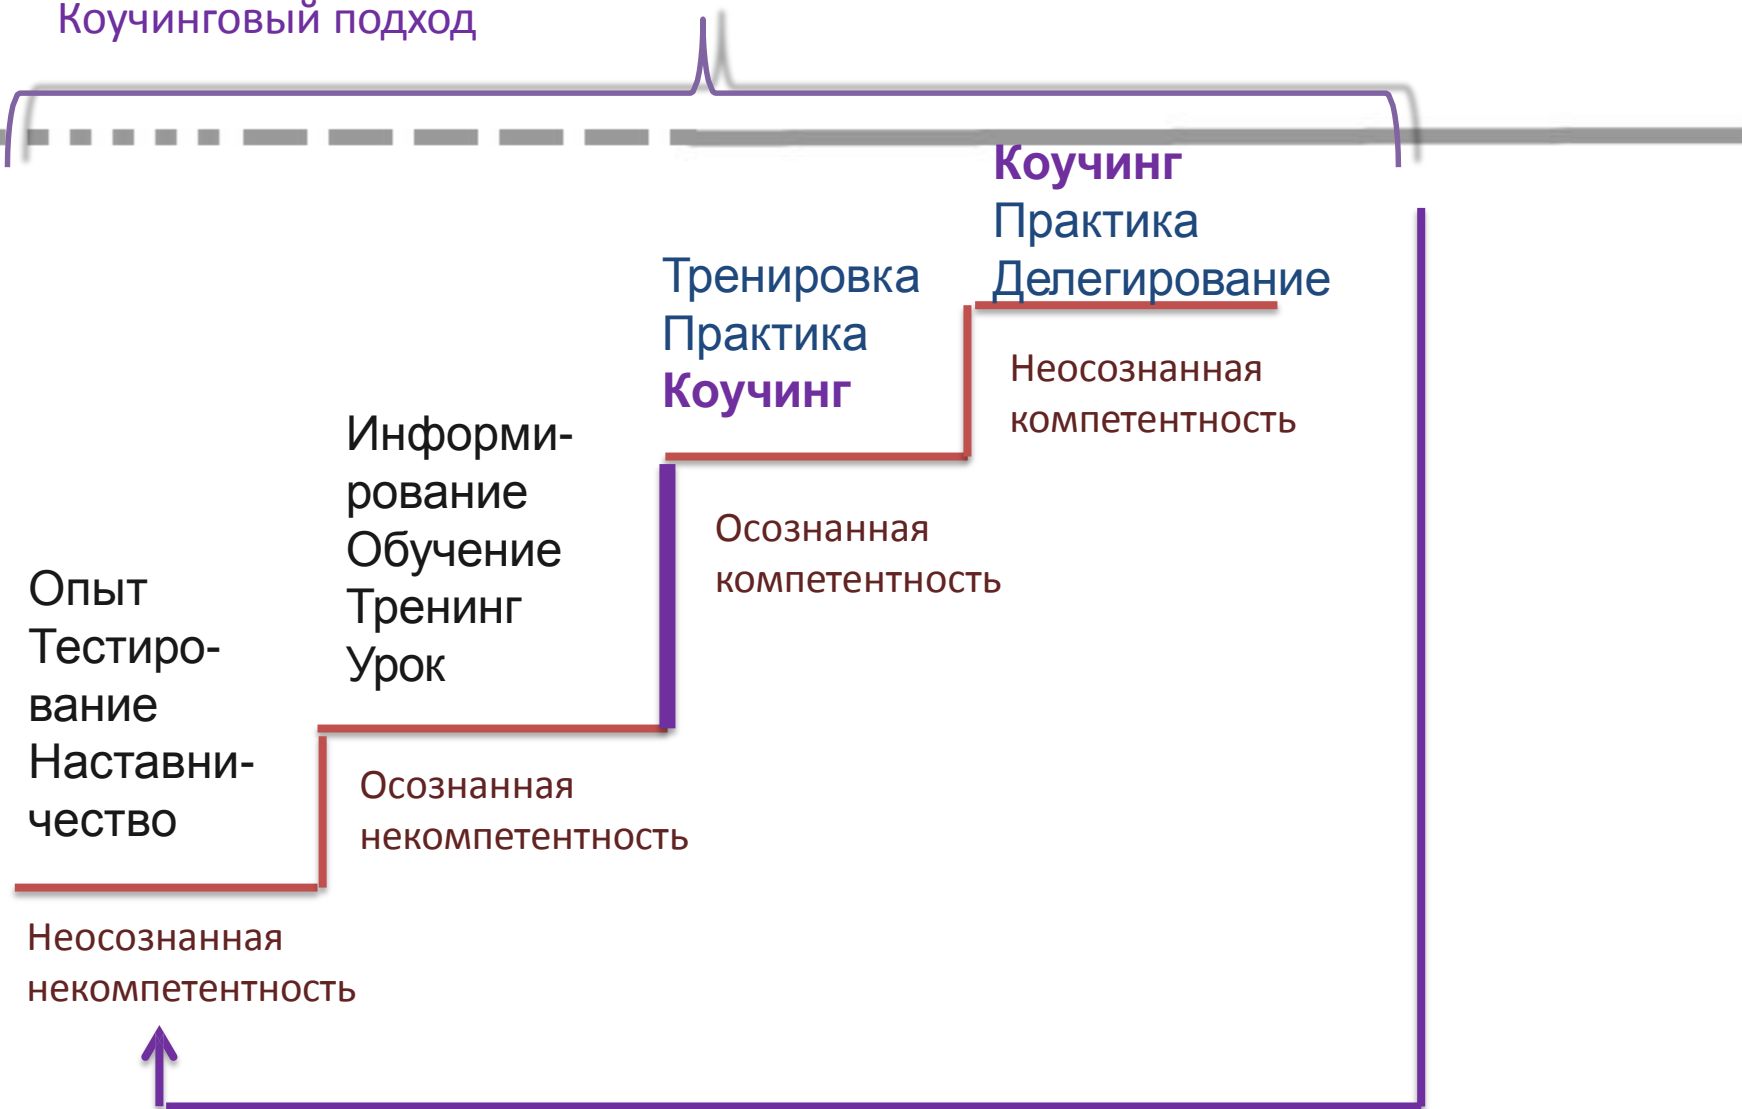 Коучинговый подход
Коучинг
Практика
Делегирование
Тренировка
Практика
Коучинг
Неосознанная
компетентность
Информи-
рование
Обучение
Тренинг
Урок
Осознанная
компетентность
Опыт
Тестиро-
вание
Наставни-
чество
Осознанная
некомпетентность
Неосознанная
некомпетентность